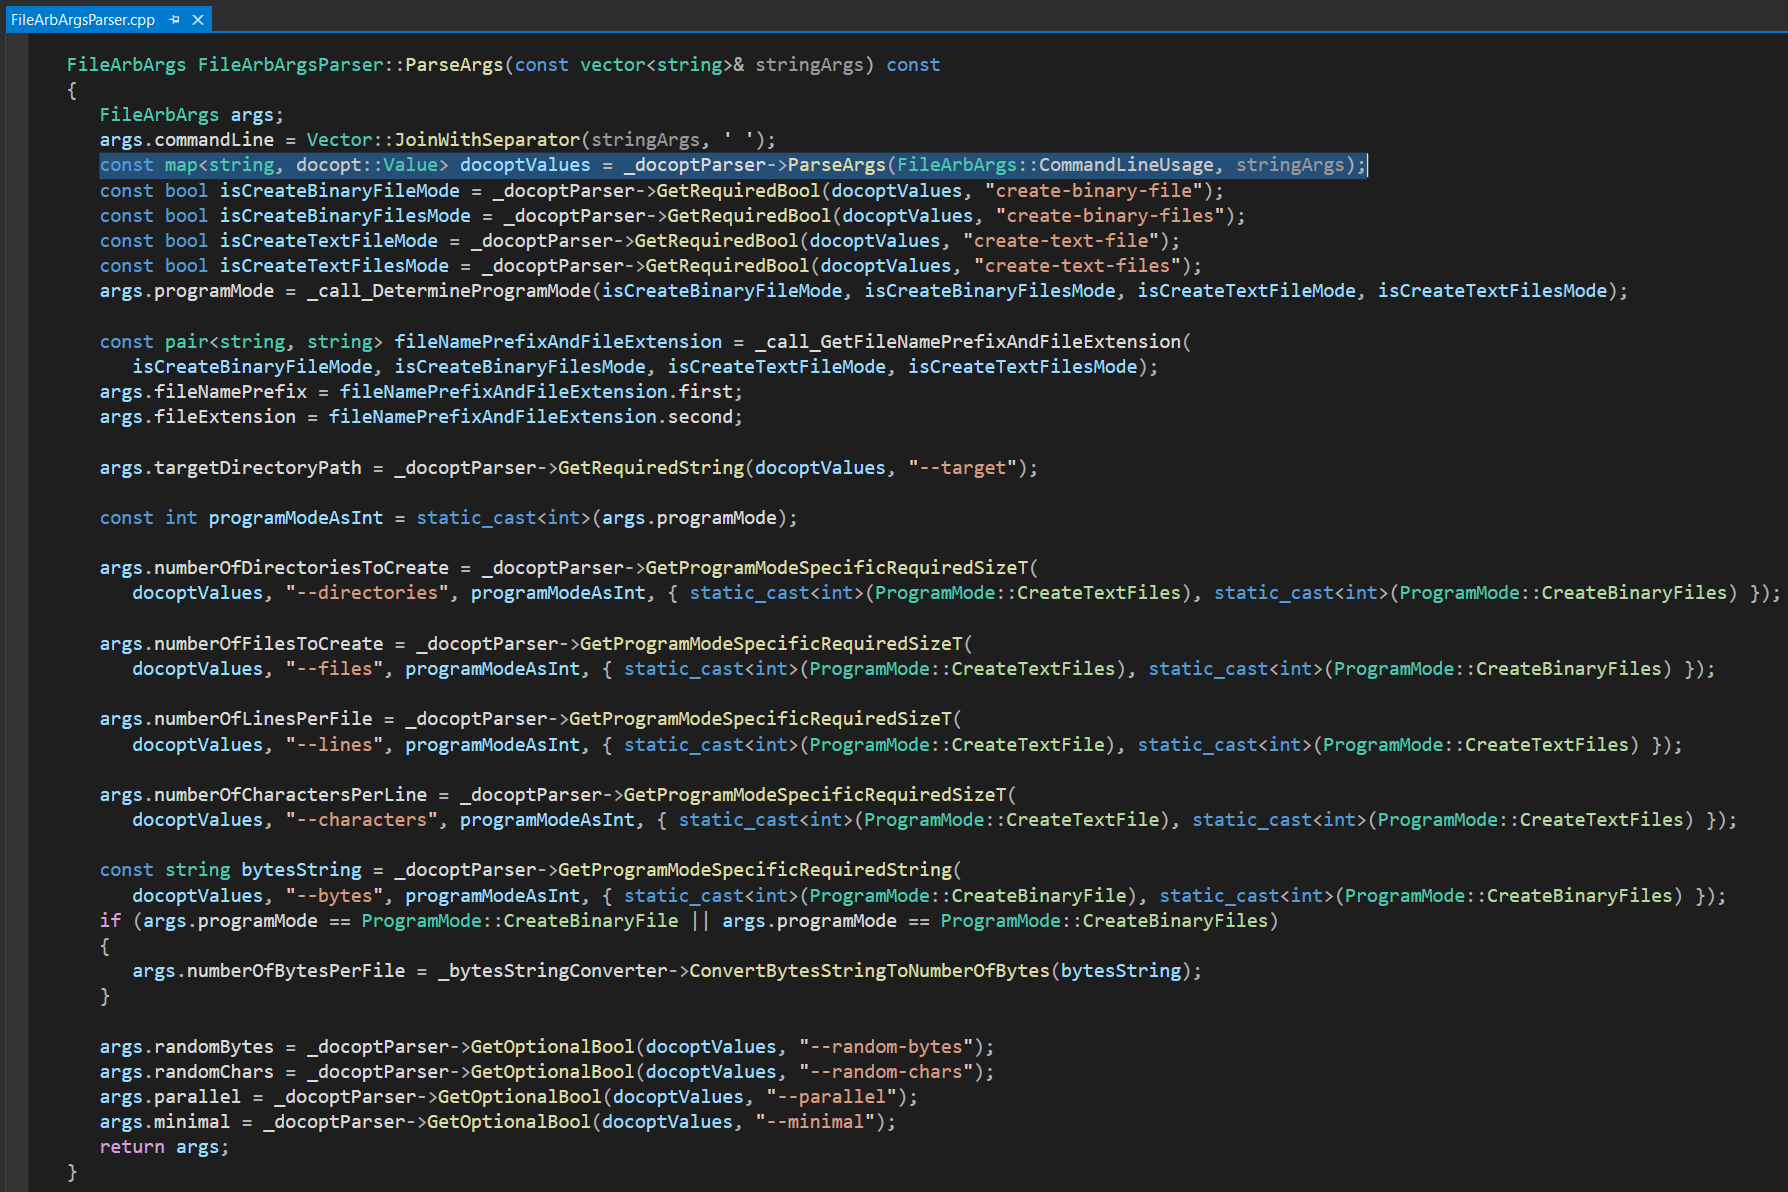 FileArbArgsParser.cpp
FileArbArgs FileArbArgsParser::ParseArgs(const vector<string>& stringArgs) const
{
   FileArbArgs args;
   args.commandLine = Vector::JoinWithSeparator(stringArgs, ' ');
   const map<string, docopt::Value> docoptValues = _docoptParser->ParseArgs(FileArbArgs::CommandLineUsage, stringArgs);
   const bool isCreateBinaryFileMode = _docoptParser->GetRequiredBool(docoptValues, "create-binary-file");
   const bool isCreateBinaryFilesMode = _docoptParser->GetRequiredBool(docoptValues, "create-binary-files");
   const bool isCreateTextFileMode = _docoptParser->GetRequiredBool(docoptValues, "create-text-file");
   const bool isCreateTextFilesMode = _docoptParser->GetRequiredBool(docoptValues, "create-text-files");
   args.programMode = _call_DetermineProgramMode(isCreateBinaryFileMode, isCreateBinaryFilesMode, isCreateTextFileMode, isCreateTextFilesMode);

   const pair<string, string> fileNamePrefixAndFileExtension = _call_GetFileNamePrefixAndFileExtension(
      isCreateBinaryFileMode, isCreateBinaryFilesMode, isCreateTextFileMode, isCreateTextFilesMode);
   args.fileNamePrefix = fileNamePrefixAndFileExtension.first;
   args.fileExtension = fileNamePrefixAndFileExtension.second;

   args.targetDirectoryPath = _docoptParser->GetRequiredString(docoptValues, "--target");

   const int programModeAsInt = static_cast<int>(args.programMode);

   args.numberOfDirectoriesToCreate = _docoptParser->GetProgramModeSpecificRequiredSizeT(
      docoptValues, "--directories", programModeAsInt, { static_cast<int>(ProgramMode::CreateTextFiles), static_cast<int>(ProgramMode::CreateBinaryFiles) });

   args.numberOfFilesToCreate = _docoptParser->GetProgramModeSpecificRequiredSizeT(
      docoptValues, "--files", programModeAsInt, { static_cast<int>(ProgramMode::CreateTextFiles), static_cast<int>(ProgramMode::CreateBinaryFiles) });

   args.numberOfLinesPerFile = _docoptParser->GetProgramModeSpecificRequiredSizeT(
      docoptValues, "--lines", programModeAsInt, { static_cast<int>(ProgramMode::CreateTextFile), static_cast<int>(ProgramMode::CreateTextFiles) });

   args.numberOfCharactersPerLine = _docoptParser->GetProgramModeSpecificRequiredSizeT(
      docoptValues, "--characters", programModeAsInt, { static_cast<int>(ProgramMode::CreateTextFile), static_cast<int>(ProgramMode::CreateTextFiles) });

   const string bytesString = _docoptParser->GetProgramModeSpecificRequiredString(
      docoptValues, "--bytes", programModeAsInt, { static_cast<int>(ProgramMode::CreateBinaryFile), static_cast<int>(ProgramMode::CreateBinaryFiles) });
   if (args.programMode == ProgramMode::CreateBinaryFile || args.programMode == ProgramMode::CreateBinaryFiles)
   {
      args.numberOfBytesPerFile = _bytesStringConverter->ConvertBytesStringToNumberOfBytes(bytesString);
   }

   args.randomBytes = _docoptParser->GetOptionalBool(docoptValues, "--random-bytes");
   args.randomChars = _docoptParser->GetOptionalBool(docoptValues, "--random-chars");
   args.parallel = _docoptParser->GetOptionalBool(docoptValues, "--parallel");
   args.minimal = _docoptParser->GetOptionalBool(docoptValues, "--minimal");
   return args;
}